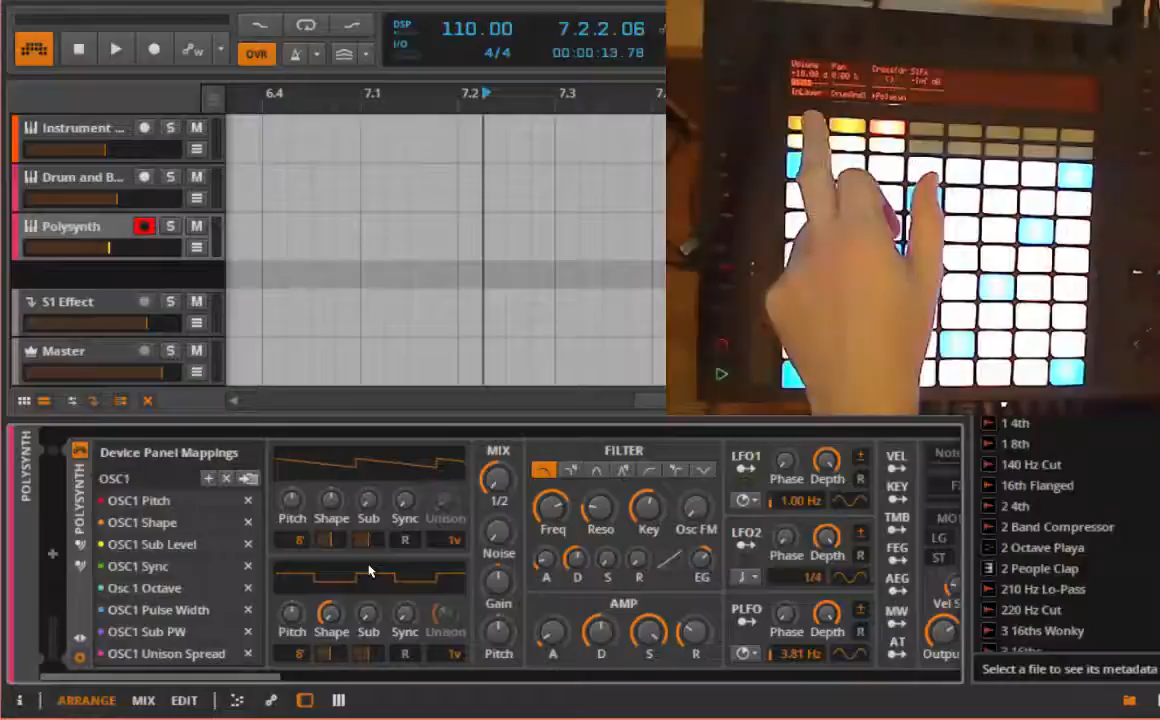 DSP
I/O
110.00
4/4
7.2.2.06
00:00:13.78
OVR
6.4
7.1
7.2
7.3
7.
Instrument ...
S
M
Drum and B...
S
M
Polysynth
S
M
S1 Effect
S
M
Master
S
M
Volume
Pan
POLYSYNTH
POLYSYNTH
Device Panel Mappings
OSC1
OSC1 Pitch
OSC1 Shape
OSC1 Sub Level
OSC1 Sync
Osc 1 Octave
OSC1 Pulse Width
OSC1 Sub PW
OSC1 Unison Spread
Pitch
Shape
Sub
Sync
Unison
8'
R
1v
Pitch
Shape
Sub
Sync
Unison
8'
R
1v
MIX
1/2
Noise
Gain
Pitch
FILTER
Freq
Reso
Key
Osc FM
A
D
S
R
EG
AMP
A
D
S
R
LFO1
Phase
Depth
R
1.00 Hz
LFO2
Phase
Depth
R
1/4
PLFO
Phase
Depth
R
3.81 Hz
VEL
KEY
TMB
FEG
AEG
MW
AT
Not
MO
LG
ST
Vel S
Outpu
1 4th
1 8th
140 Hz Cut
16th Flanged
2 4th
2 Band Compressor
2 Octave Playa
2 People Clap
210 Hz Lo-Pass
220 Hz Cut
3 16ths Wonky
Select a file to see its metadata
i
ARRANGE
MIX
EDIT